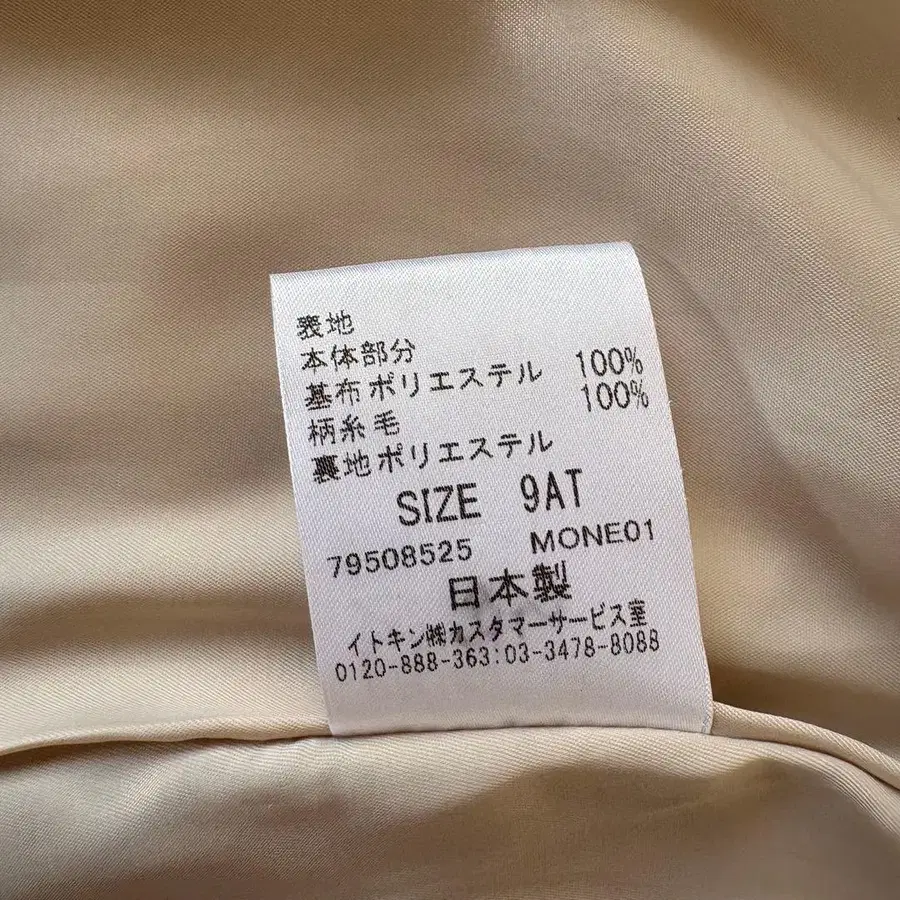 表地
本体部分
基布ポリエステル 100%
柄糸毛 100%
裏地ポリエステル
SIZE 9AT
79508525 MONE01
日本製
イトキン㈱カスタマーサービス室
0120-888-363:03-3478-8088